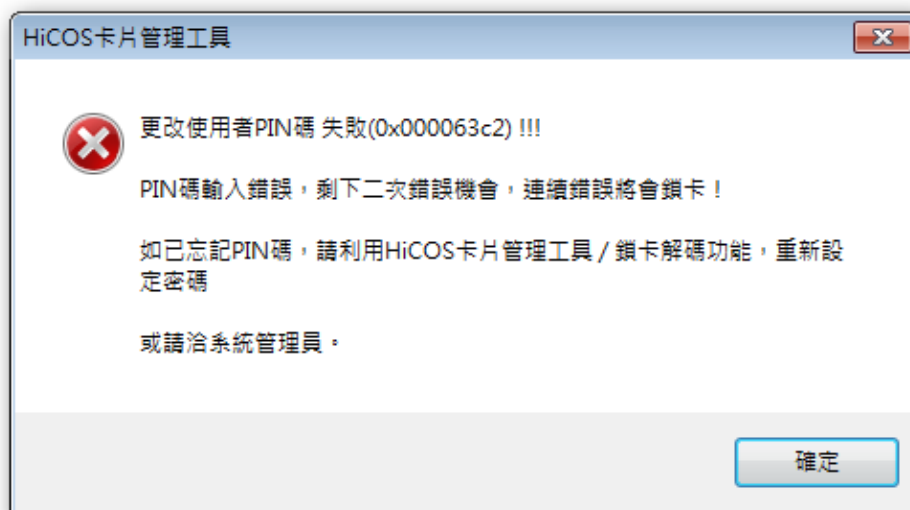 HiCOS卡片管理工具
更改使用者PIN碼 失敗(0x000063c2) !!!
PIN碼輸入錯誤，剩下二次錯誤機會，連續錯誤將會鎖卡！
如已忘記PIN碼，請利用HiCOS卡片管理工具 / 鎖卡解碼功能，重新設
定密碼
或請洽系統管理員。
確定